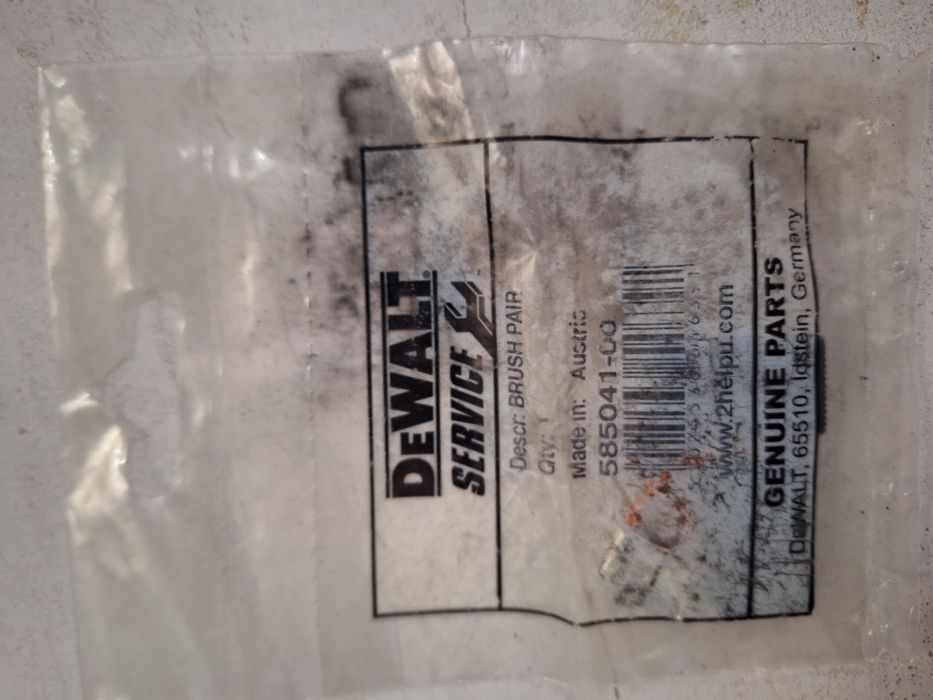 DEWALT®
SERVICE
Descr: BRUSH PAIR
Qty: 1
Made in: Austria
585041-00
www.2helpu.com
GENUINE PARTS
DeWALT, 65510, Idstein, Germany